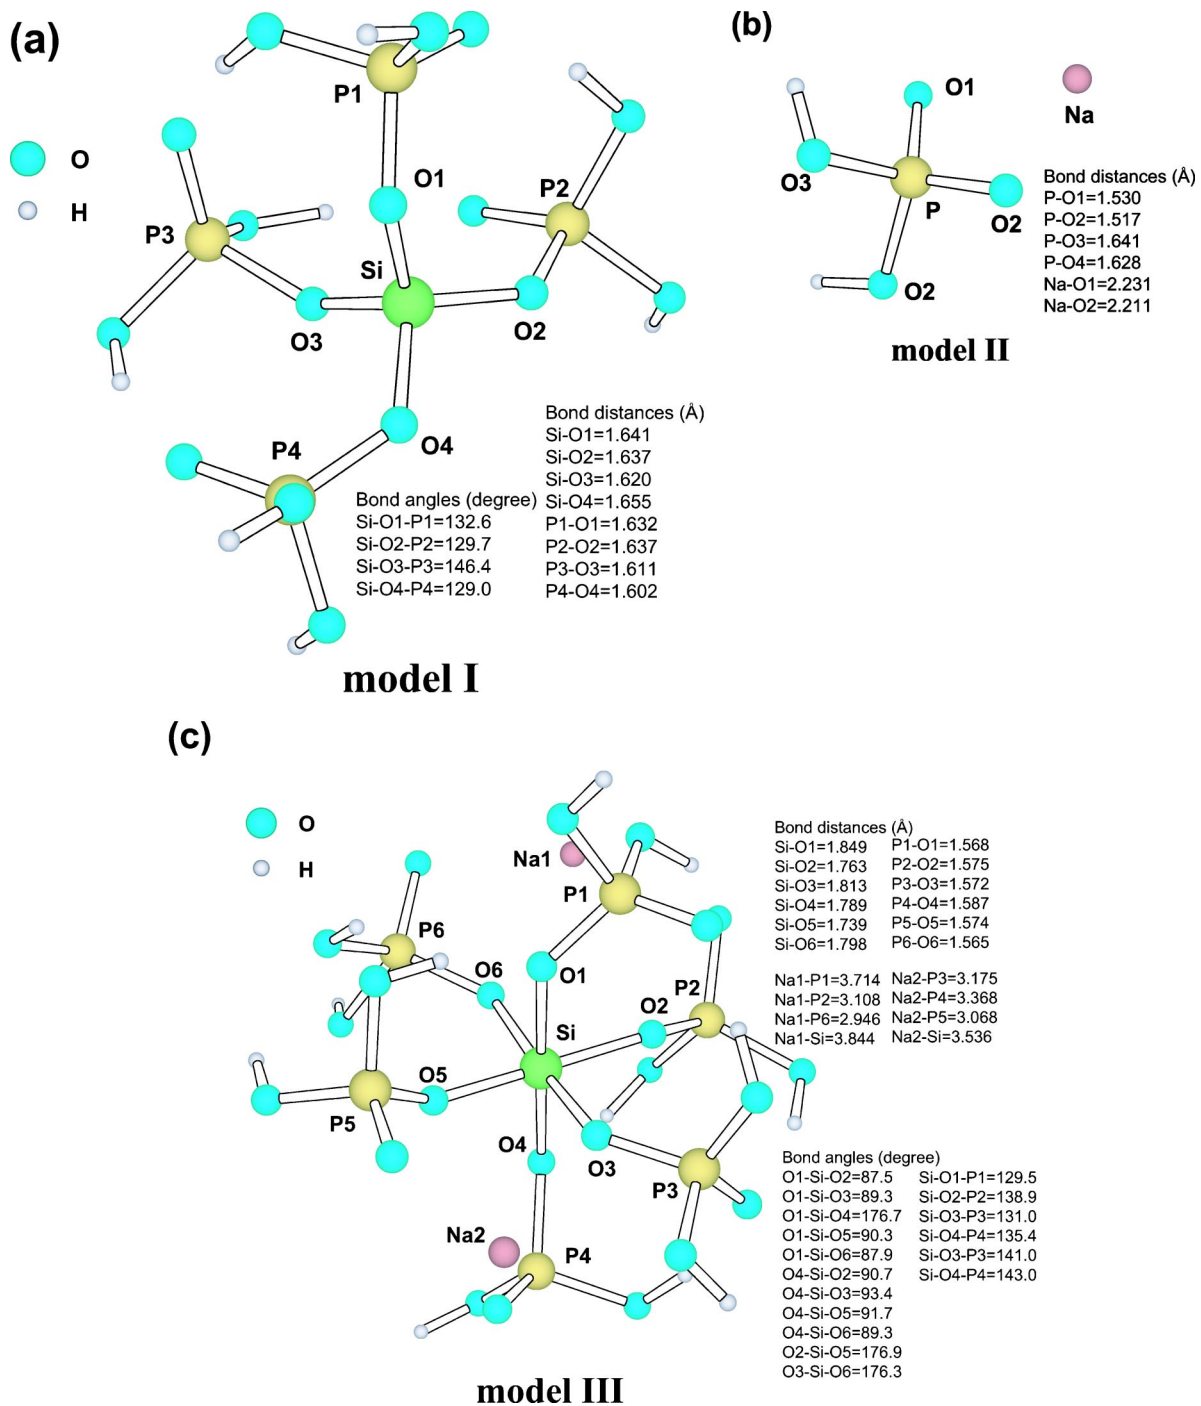 (a)
P1
O
H
O1
P2
P3
Si
O3
O2
P4
O4
Bond angles (degree)
Si-O1-P1=132.6
Si-O2-P2=129.7
Si-O3-P3=146.4
Si-O4-P4=129.0
Bond distances (Å)
Si-O1=1.641
Si-O2=1.637
Si-O3=1.620
Si-O4=1.655
P1-O1=1.632
P2-O2=1.637
P3-O3=1.611
P4-O4=1.602
model I
(b)
O1
Na
O3
P
O2
O2
Bond distances (Å)
P-O1=1.530
P-O2=1.517
P-O3=1.641
P-O4=1.628
Na-O1=2.231
Na-O2=2.211
model II
(c)
O
H
Na1
P1
P6
O6
O1
P2
O2
Si
O5
P5
O4
O3
P3
Na2
P4
Bond distances (Å)
Si-O1=1.849 P1-O1=1.568
Si-O2=1.763 P2-O2=1.575
Si-O3=1.813 P3-O3=1.572
Si-O4=1.789 P4-O4=1.587
Si-O5=1.739 P5-O5=1.574
Si-O6=1.798 P6-O6=1.565
Na1-P1=3.714 Na2-P3=3.175
Na1-P2=3.108 Na2-P4=3.368
Na1-P6=2.946 Na2-P5=3.068
Na1-Si=3.844 Na2-Si=3.536
Bond angles (degree)
O1-Si-O2=87.5 Si-O1-P1=129.5
O1-Si-O3=89.3 Si-O2-P2=138.9
O1-Si-O4=176.7 Si-O3-P3=131.0
O1-Si-O5=90.3 Si-O4-P4=135.4
O1-Si-O6=87.9 Si-O3-P3=141.0
O4-Si-O2=90.7 Si-O4-P4=143.0
O4-Si-O3=93.4
O4-Si-O5=91.7
O4-Si-O6=89.3
O2-Si-O5=176.9
O3-Si-O6=176.3
model III